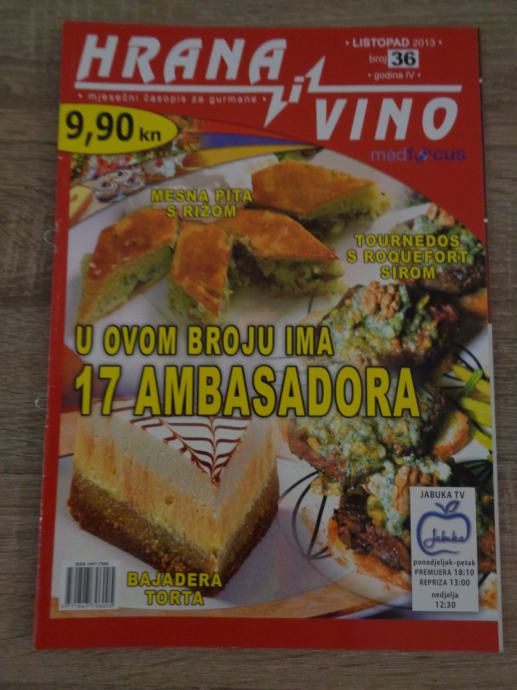 HRANA
i
VINO
• mjesečni časopis za gurmane •
• LISTOPAD 2013 •
broj 36
• godina IV •
9,90 kn
medfocus
MESNA PITA
S RIŽOM
TOURNEDOS
S ROQUEFORT
SIROM
U OVOM BROJU IMA
17 AMBASADORA
JABUKA TV
Jabuka
ponedjeljak-petak
PREMIJERA 18:10
REPRIZA 13:00
nedjelja
12:30
BAJADERA
TORTA